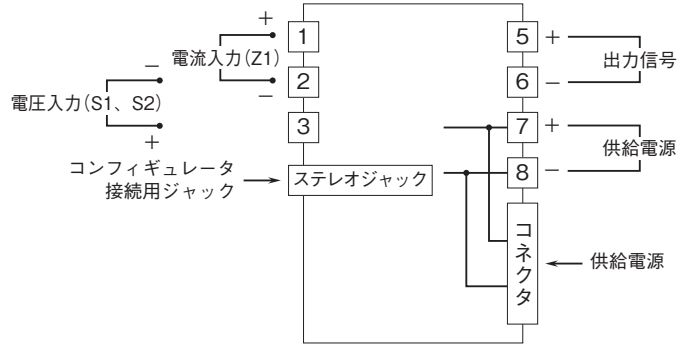 +
電流入力(Z1)
−
1
2
3
−
電圧入力(S1、S2)
+
コンフィギュレータ
接続用ジャック
ステレオジャック
5 +
出力信号
6 −
7 +
供給電源
8 −
コネクタ
供給電源